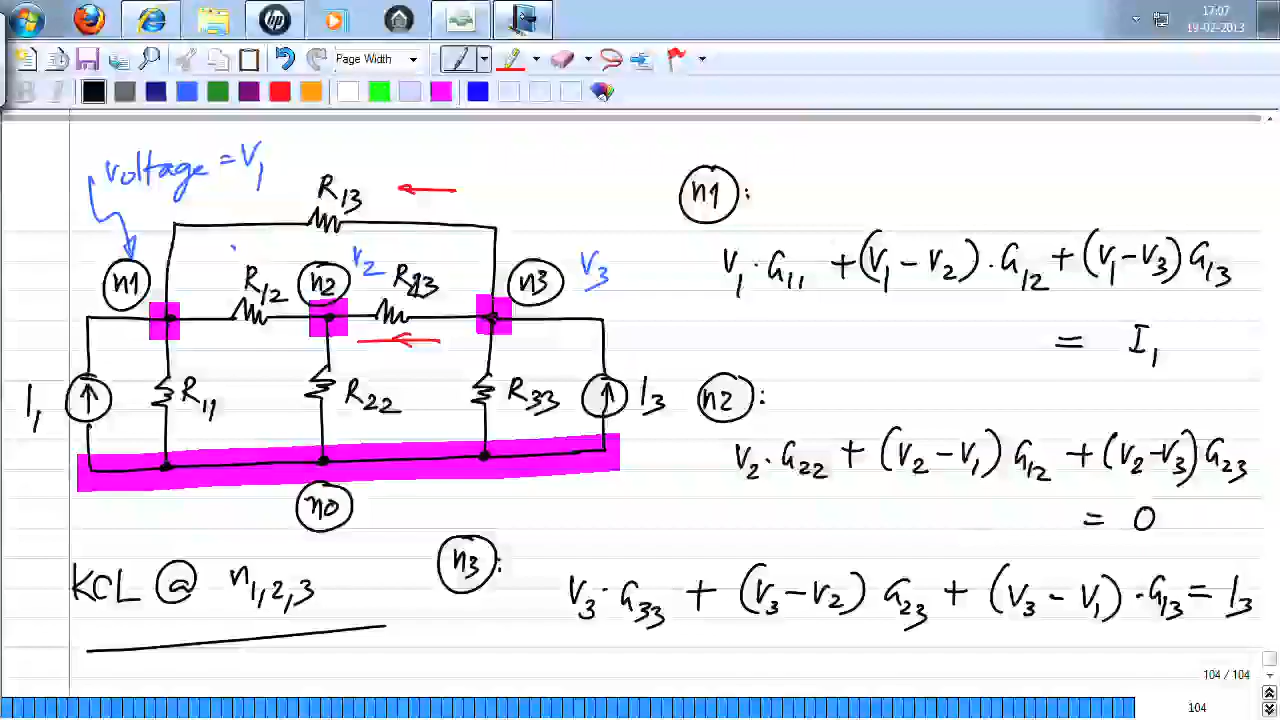 17:07
19-02-2013
Page Width
voltage = V1
R13
n1
R12
n2
V2
R23
n3
V3
I1
R11
R22
R33
I3
n0
KCL @ n1,2,3
n1:
V1·G11 + (V1 − V2)·G12 + (V1 − V3) G13
= I1
n2:
V2·G22 + (V2 − V1) G12 + (V2 − V3) G23
= 0
n3:
V3·G33 + (V3 − V2) G23 + (V3 − V1)·G13 = I3
104 / 104
104